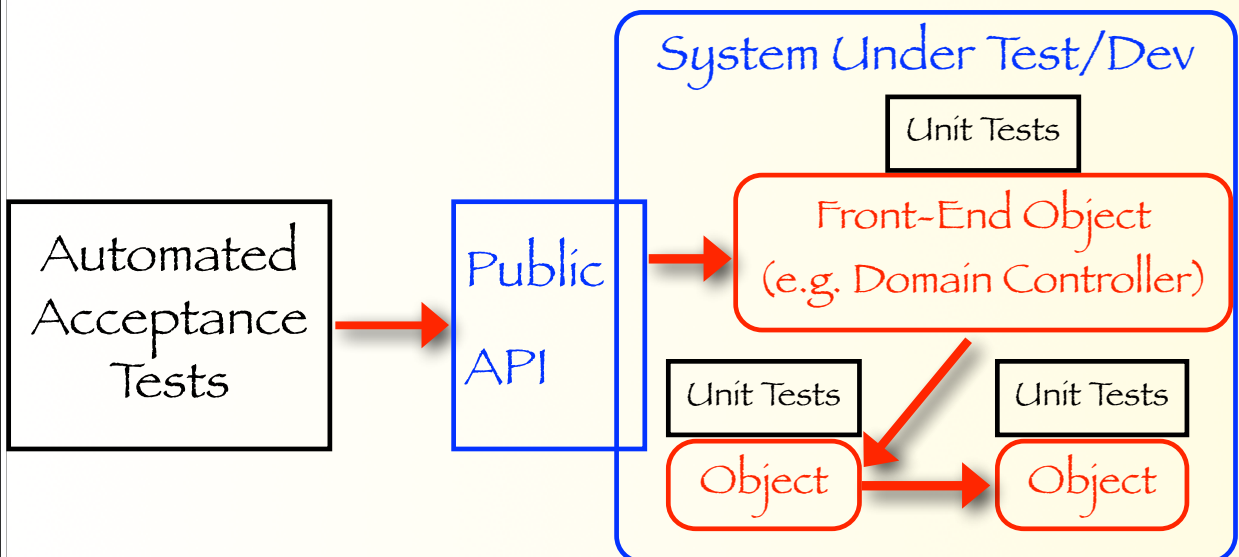 System Under Test/Dev
Unit Tests
Front-End Object
(e.g. Domain Controller)
Automated
Acceptance
Tests
Public
API
Unit Tests
Unit Tests
Object
Object